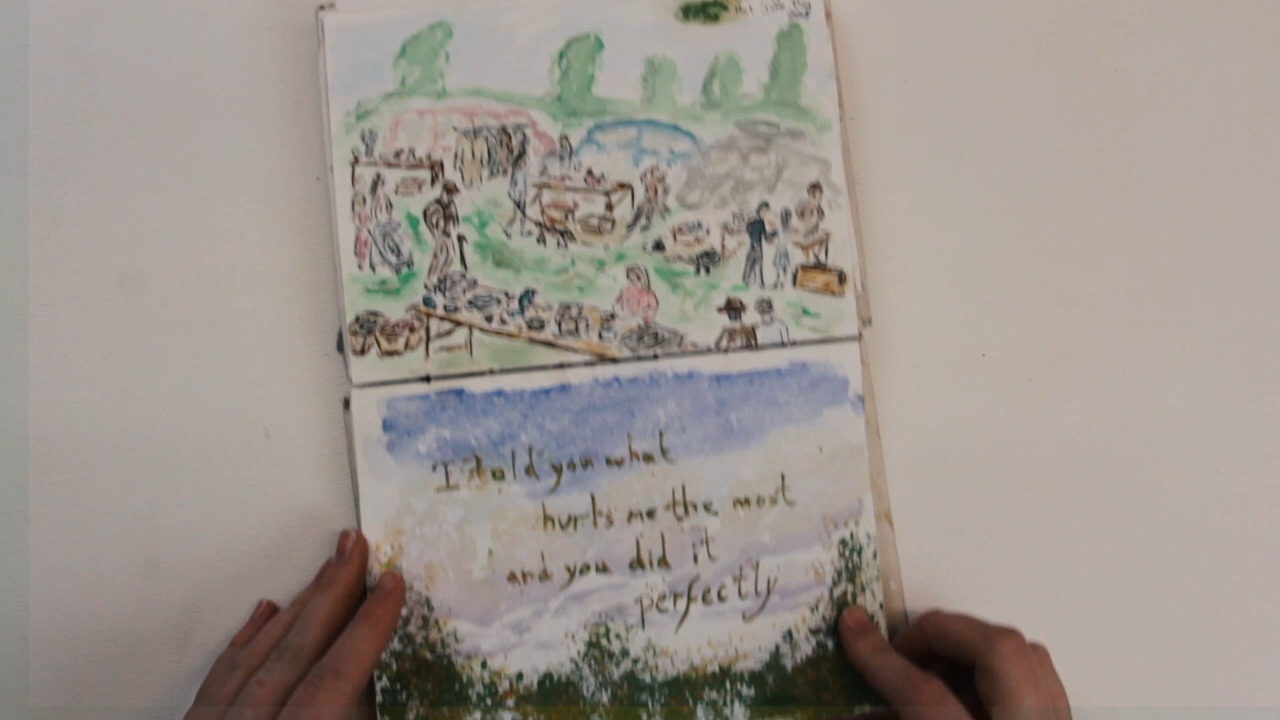 I told you what
hurts me the most
and you did it
perfectly